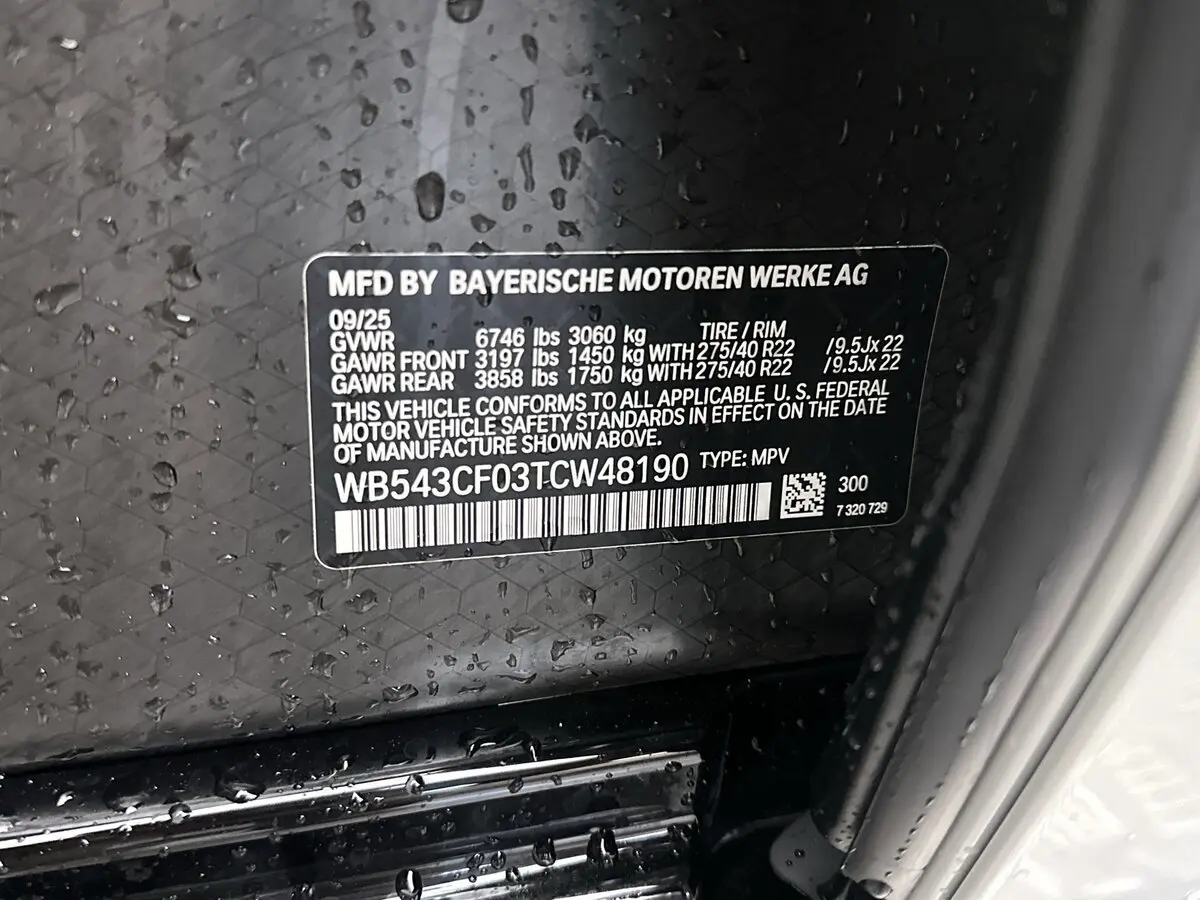 MFD BY BAYERISCHE MOTOREN WERKE AG
09/25
TIRE / RIM
GVWR 6746 lbs 3060 kg
GAWR FRONT 3197 lbs 1450 kg WITH 275/40 R22 /9.5Jx 22
GAWR REAR 3858 lbs 1750 kg WITH 275/40 R22 /9.5Jx 22
THIS VEHICLE CONFORMS TO ALL APPLICABLE U. S. FEDERAL
MOTOR VEHICLE SAFETY STANDARDS IN EFFECT ON THE DATE
OF MANUFACTURE SHOWN ABOVE.
WB543CF03TCW48190 TYPE: MPV
300
7 320 729